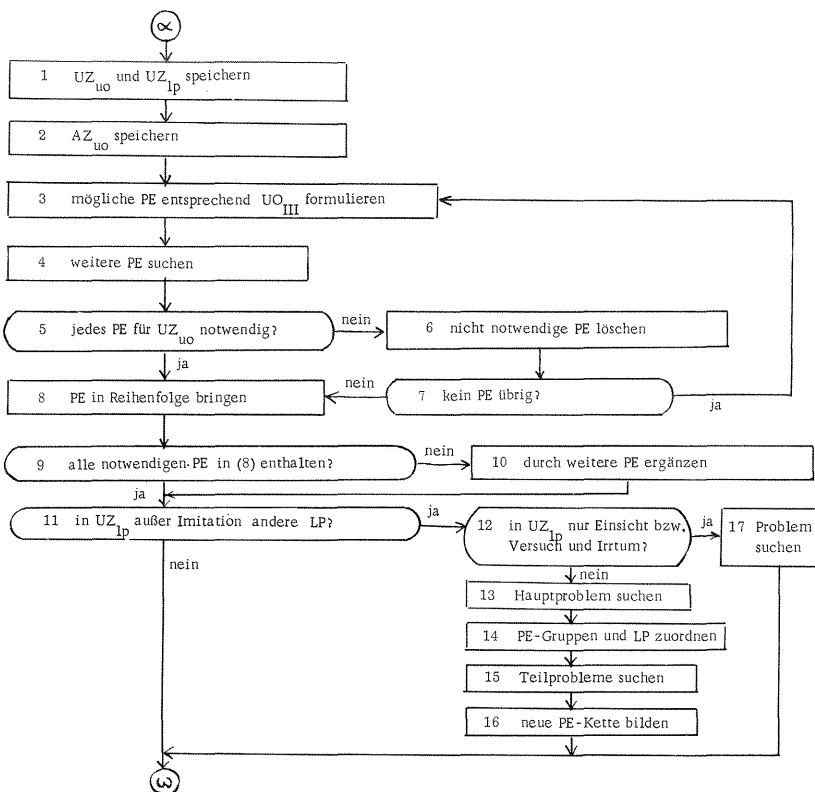 α
1 UZuo und UZlp speichern
2 AZuo speichern
3 mögliche PE entsprechend UOIII formulieren
4 weitere PE suchen
5 jedes PE für UZuo notwendig?
nein
6 nicht notwendige PE löschen
ja
8 PE in Reihenfolge bringen
nein
7 kein PE übrig?
ja
9 alle notwendigen PE in (8) enthalten?
nein
10 durch weitere PE ergänzen
ja
11 in UZlp außer Imitation andere LP?
ja
12 in UZlp nur Einsicht bzw.
Versuch und Irrtum?
ja
17 Problem
suchen
nein
nein
13 Hauptproblem suchen
14 PE-Gruppen und LP zuordnen
15 Teilprobleme suchen
16 neue PE-Kette bilden